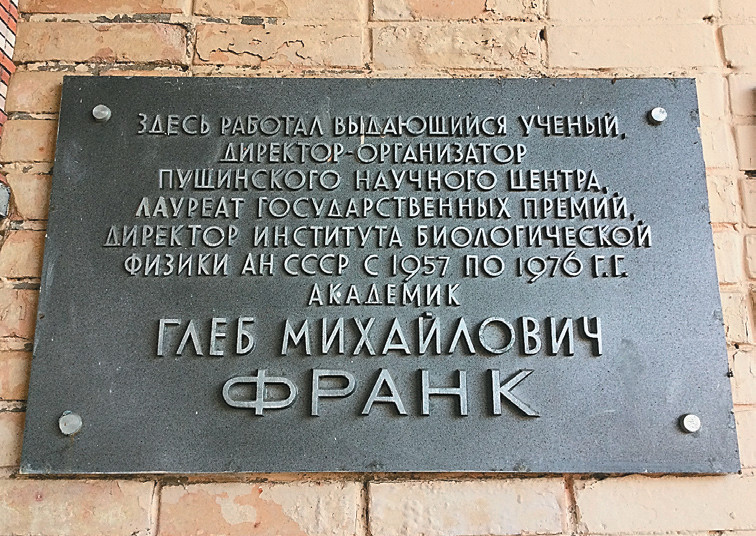 ЗДЕСЬ РАБОТАЛ ВЫДАЮЩИЙСЯ УЧЕНЫЙ,
ДИРЕКТОР-ОРГАНИЗАТОР
ПУЩИНСКОГО НАУЧНОГО ЦЕНТРА,
ЛАУРЕАТ ГОСУДАРСТВЕННЫХ ПРЕМИЙ,
ДИРЕКТОР ИНСТИТУТА БИОЛОГИЧЕСКОЙ
ФИЗИКИ АН СССР С 1957 ПО 1976 Г.Г.
АКАДЕМИК
ГЛЕБ МИХАЙЛОВИЧ
ФРАНК